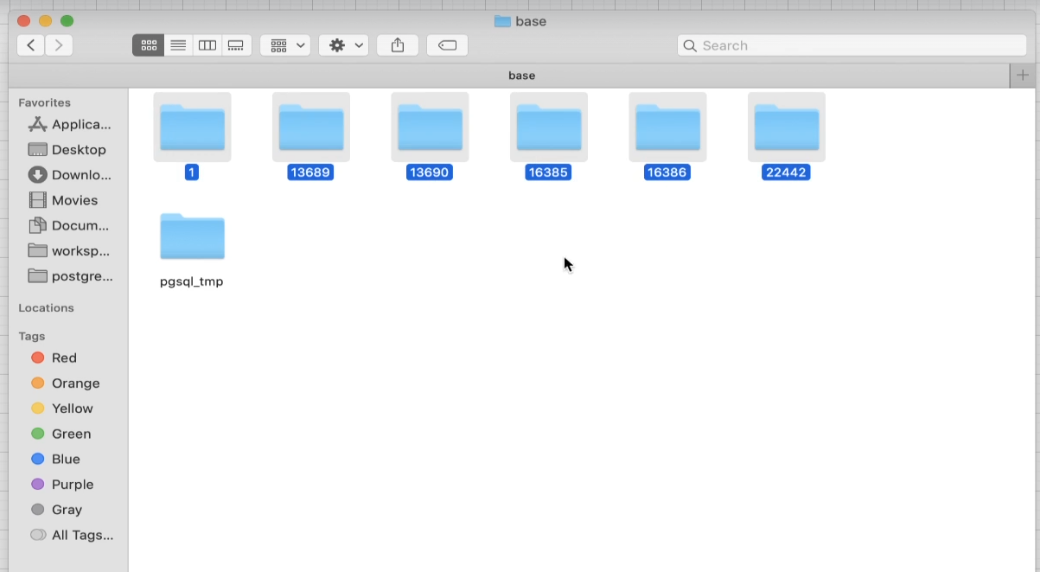 base
Search
base
Favorites
Applica...
Desktop
Downlo...
Movies
Docum...
worksp...
postgre...
Locations
Tags
Red
Orange
Yellow
Green
Blue
Purple
Gray
All Tags...
1
13689
13690
16385
16386
22442
pgsql_tmp